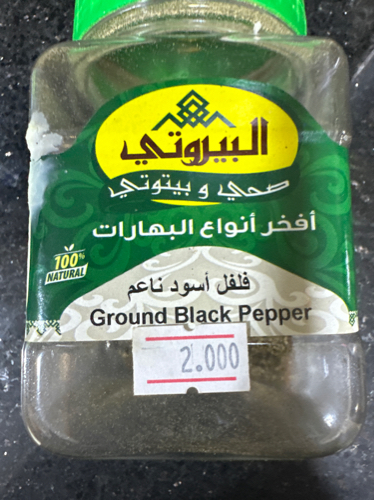 البيروتي
صحي و بيتوتي
أفخر أنواع البهارات
100%
NATURAL
فلفل أسود ناعم
Ground Black Pepper
2.000